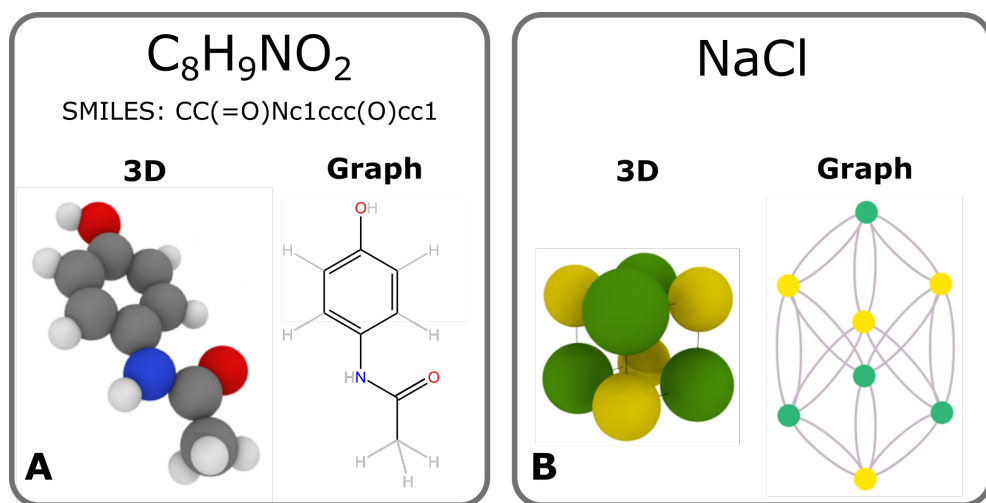 C₈H₉NO₂
SMILES: CC(=O)Nc1ccc(O)cc1
3D
Graph
OH
H
H
H
H
HN
O
H
H
H
A
NaCl
3D
Graph
B